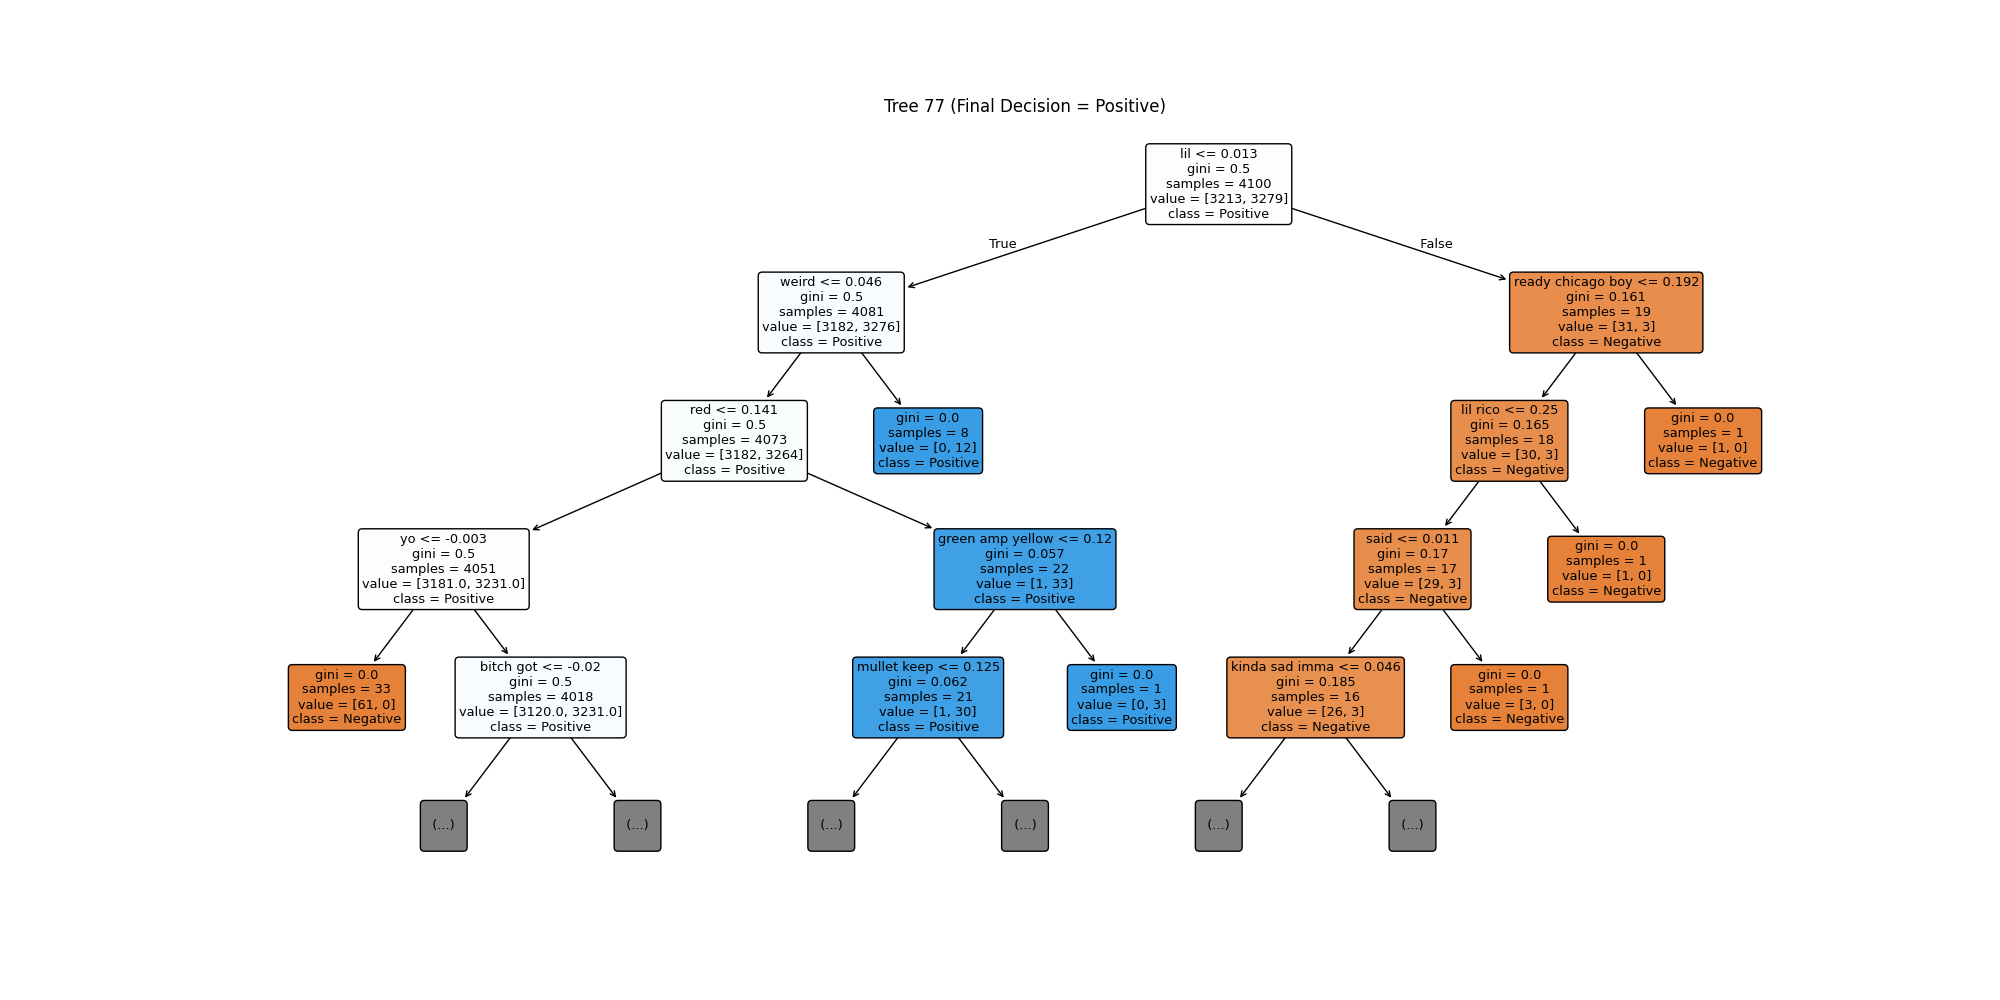 Tree 77 (Final Decision = Positive)
lil <= 0.013
gini = 0.5
samples = 4100
value = [3213, 3279]
class = Positive
True
False
weird <= 0.046
gini = 0.5
samples = 4081
value = [3182, 3276]
class = Positive
ready chicago boy <= 0.192
gini = 0.161
samples = 19
value = [31, 3]
class = Negative
red <= 0.141
gini = 0.5
samples = 4073
value = [3182, 3264]
class = Positive
gini = 0.0
samples = 8
value = [0, 12]
class = Positive
lil rico <= 0.25
gini = 0.165
samples = 18
value = [30, 3]
class = Negative
gini = 0.0
samples = 1
value = [1, 0]
class = Negative
yo <= -0.003
gini = 0.5
samples = 4051
value = [3181.0, 3231.0]
class = Positive
green amp yellow <= 0.12
gini = 0.057
samples = 22
value = [1, 33]
class = Positive
said <= 0.011
gini = 0.17
samples = 17
value = [29, 3]
class = Negative
gini = 0.0
samples = 1
value = [1, 0]
class = Negative
gini = 0.0
samples = 33
value = [61, 0]
class = Negative
bitch got <= -0.02
gini = 0.5
samples = 4018
value = [3120.0, 3231.0]
class = Positive
mullet keep <= 0.125
gini = 0.062
samples = 21
value = [1, 30]
class = Positive
gini = 0.0
samples = 1
value = [0, 3]
class = Positive
kinda sad imma <= 0.046
gini = 0.185
samples = 16
value = [26, 3]
class = Negative
gini = 0.0
samples = 1
value = [3, 0]
class = Negative
(...)
(...)
(...)
(...)
(...)
(...)